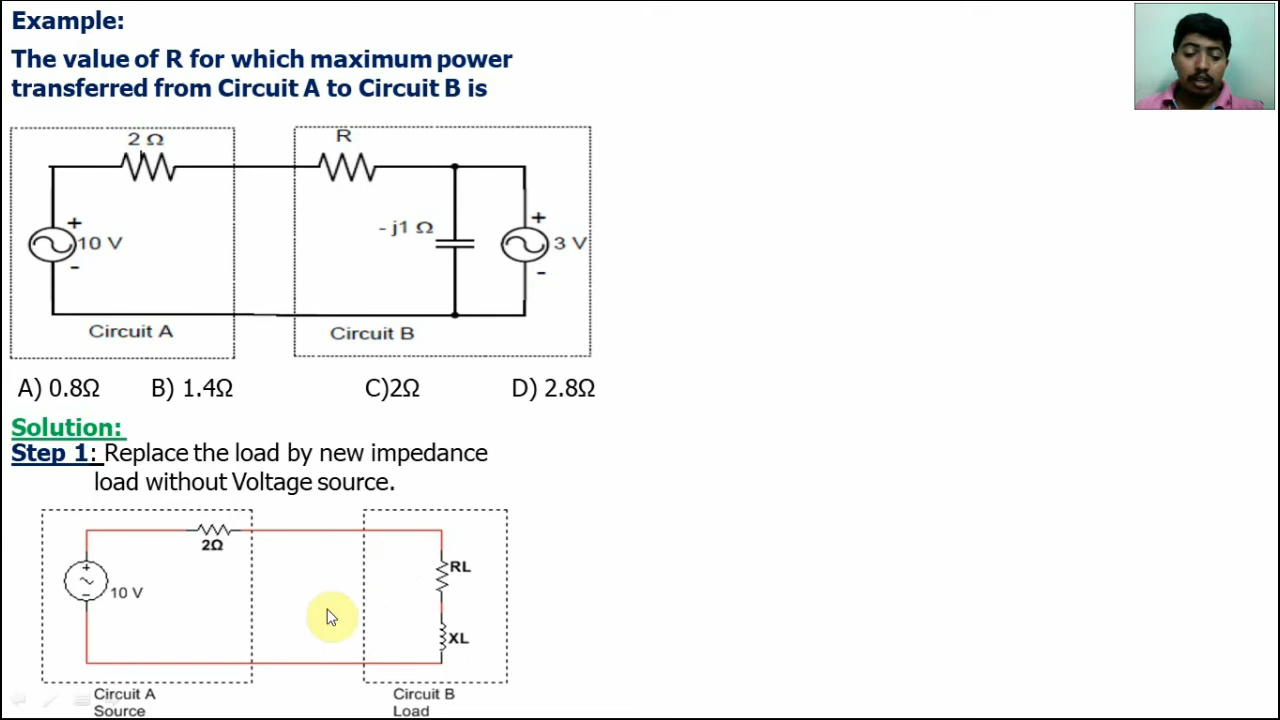 Example:
The value of R for which maximum power
transferred from Circuit A to Circuit B is
2 Ω
R
+
10 V
-
- j1 Ω
+
3 V
-
Circuit A
Circuit B
A) 0.8Ω B) 1.4Ω C)2Ω D) 2.8Ω
Solution:
Step 1: Replace the load by new impedance
load without Voltage source.
2Ω
+
10 V
−
RL
XL
Circuit A
Source
Circuit B
Load